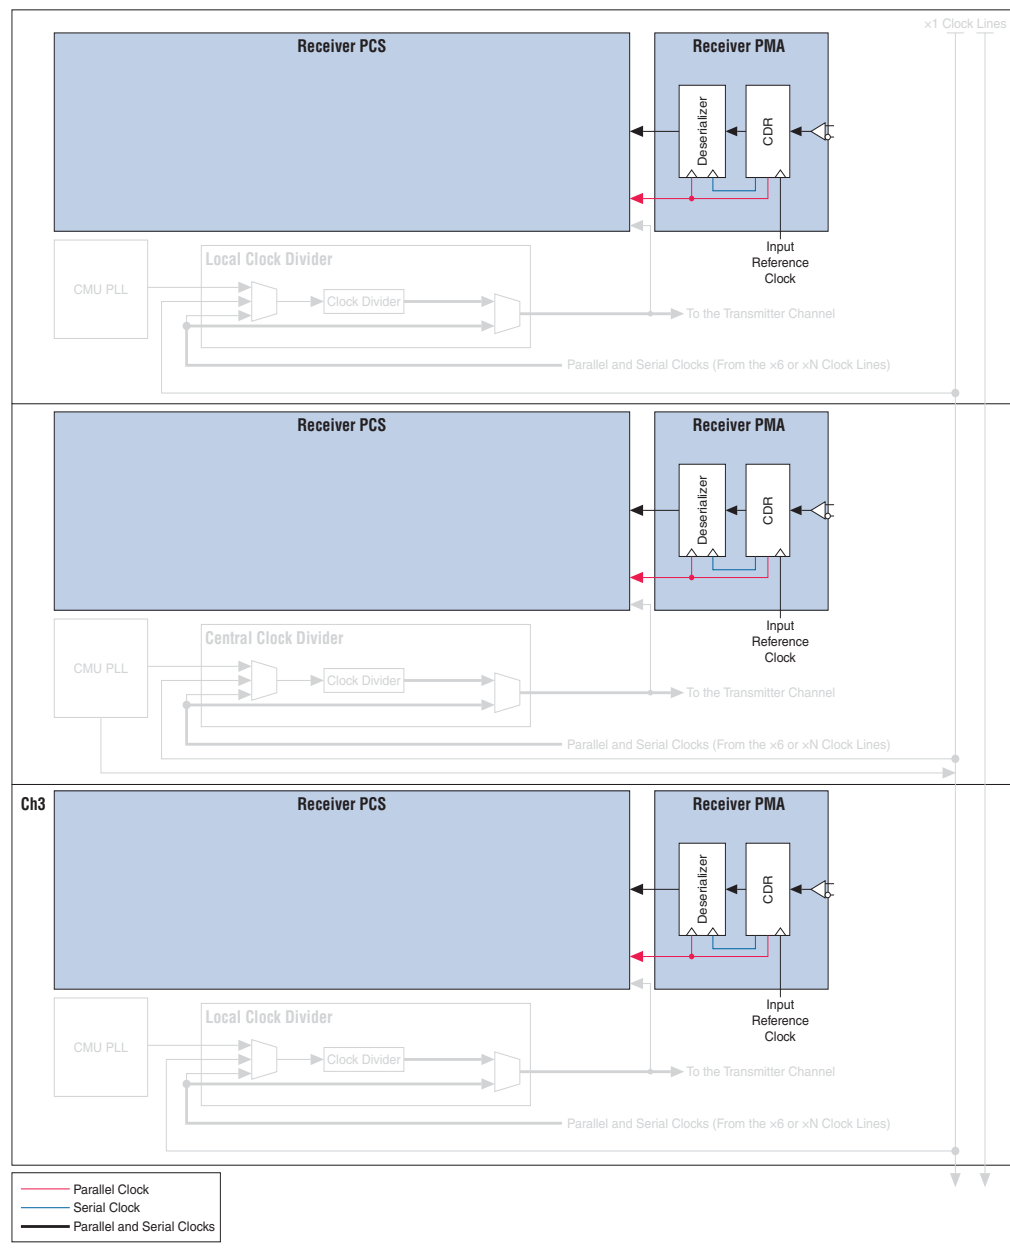 ×1 Clock Lines
Receiver PCS
Receiver PMA
Deserializer
CDR
Input
Reference
Clock
CMU PLL
Local Clock Divider
Clock Divider
To the Transmitter Channel
Parallel and Serial Clocks (From the ×6 or ×N Clock Lines)
Receiver PCS
Receiver PMA
Deserializer
CDR
Input
Reference
Clock
CMU PLL
Central Clock Divider
Clock Divider
To the Transmitter Channel
Parallel and Serial Clocks (From the ×6 or ×N Clock Lines)
Ch3
Receiver PCS
Receiver PMA
Deserializer
CDR
Input
Reference
Clock
CMU PLL
Local Clock Divider
Clock Divider
To the Transmitter Channel
Parallel and Serial Clocks (From the ×6 or ×N Clock Lines)
Parallel Clock
Serial Clock
Parallel and Serial Clocks